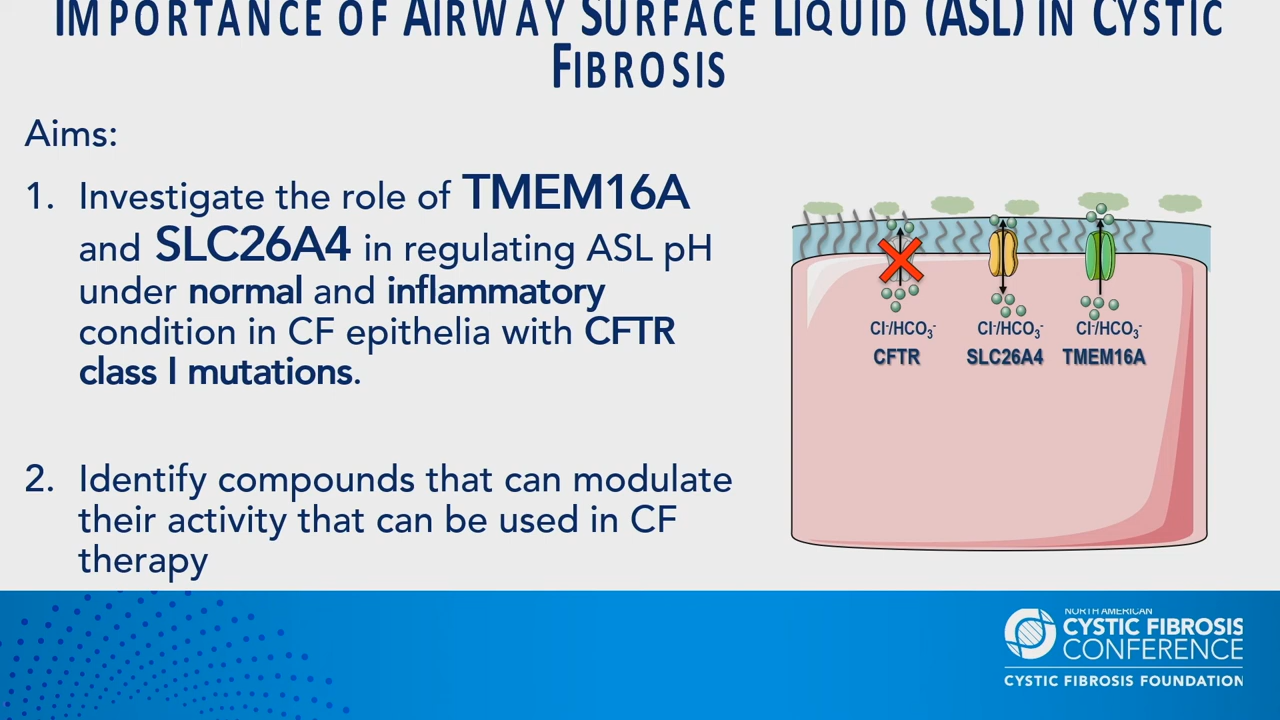 IMPORTANCE OF AIRWAY SURFACE LIQUID (ASL) IN CYSTIC
FIBROSIS
Aims:
1. Investigate the role of TMEM16A
and SLC26A4 in regulating ASL pH
under normal and inflammatory
condition in CF epithelia with CFTR
class I mutations.
2. Identify compounds that can modulate
their activity that can be used in CF
therapy
Cl⁻/HCO₃⁻ Cl⁻/HCO₃⁻ Cl⁻/HCO₃⁻
CFTR SLC26A4 TMEM16A
NORTH AMERICAN
CYSTIC FIBROSIS
CONFERENCE
CYSTIC FIBROSIS FOUNDATION